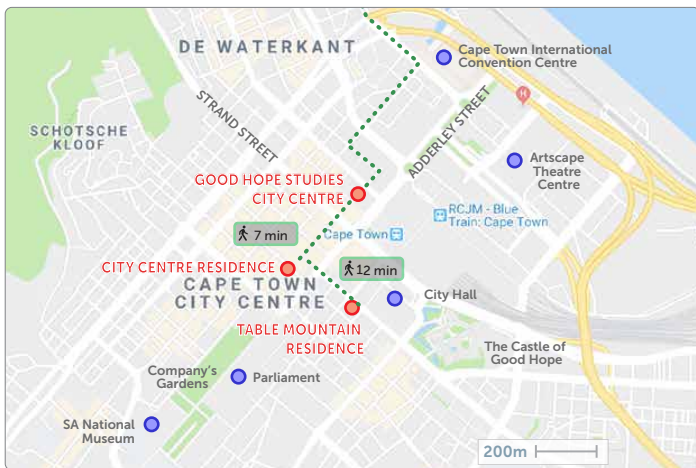 DE WATERKANT
Cape Town International
Convention Centre
STRAND STREET
ADDERLEY STREET
H
SCHOTSCHE
KLOOF
Artscape
Theatre
Centre
GOOD HOPE STUDIES
CITY CENTRE
RCJM - Blue
Train: Cape Town
7 min
Cape Town
CITY CENTRE RESIDENCE
12 min
CAPE TOWN
CITY CENTRE
City Hall
TABLE MOUNTAIN
RESIDENCE
The Castle of
Good Hope
Company's
Gardens
Parliament
SA National
Museum
200m